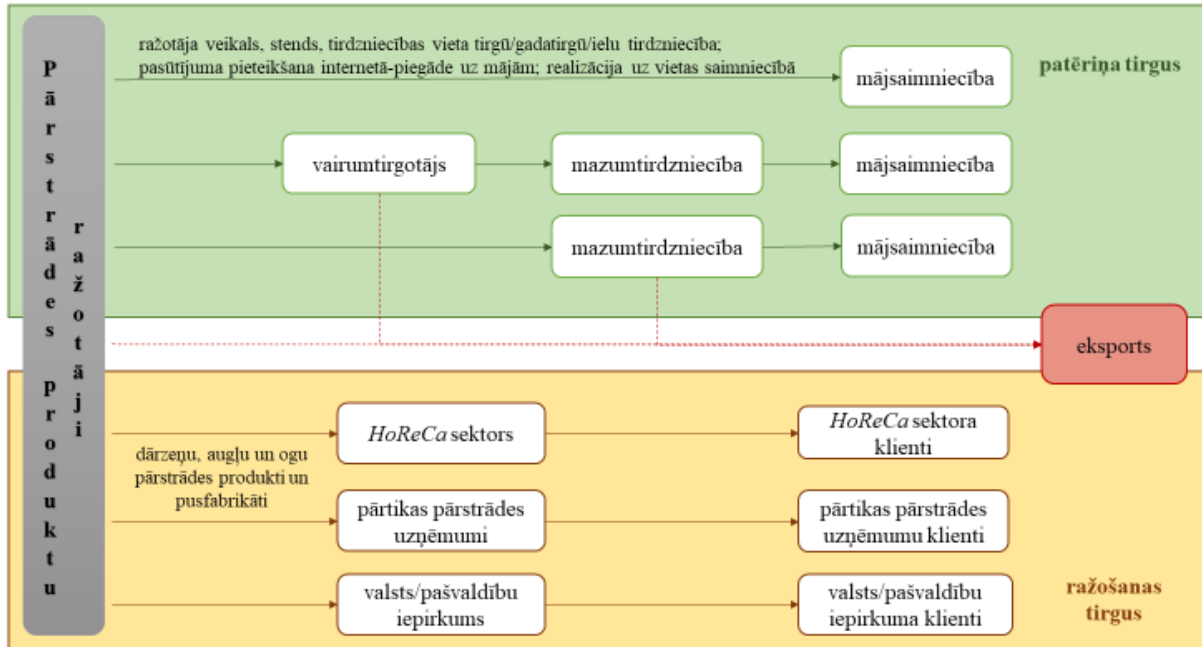 Pārstrādes produktu
ražotāji
ražotāja veikals, stends, tirdzniecības vieta tirgū/gadatirgū/ielu tirdzniecība;
pasūtījuma pieteikšana internetā-piegāde uz mājām; realizācija uz vietas saimniecībā
mājsaimniecība
patēriņa tirgus
vairumtirgotājs
mazumtirdzniecība
mājsaimniecība
mazumtirdzniecība
mājsaimniecība
eksports
HoReCa sektors
HoReCa sektora
klienti
dārzeņu, augļu un ogu
pārstrādes produkti un
pusfabrikāti
pārtikas pārstrādes
uzņēmumi
pārtikas pārstrādes
uzņēmumu klienti
valsts/pašvaldību
iepirkums
valsts/pašvaldību
iepirkuma klienti
ražošanas
tirgus